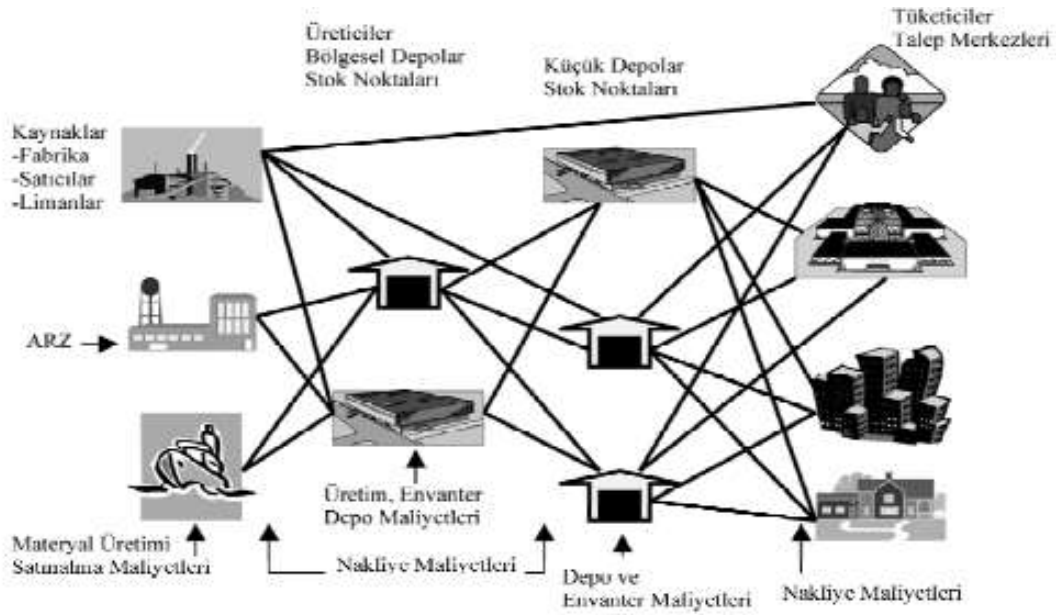 Üreticiler
Bölgesel Depolar
Stok Noktaları
Küçük Depolar
Stok Noktaları
Tüketiciler
Talep Merkezleri
Kaynaklar
-Fabrika
-Satıcılar
-Limanlar
ARZ
Üretim, Envanter
Depo Maliyetleri
Materyal Üretimi
Satınalma Maliyetleri
Nakliye Maliyetleri
Depo ve
Envanter Maliyetleri
Nakliye Maliyetleri